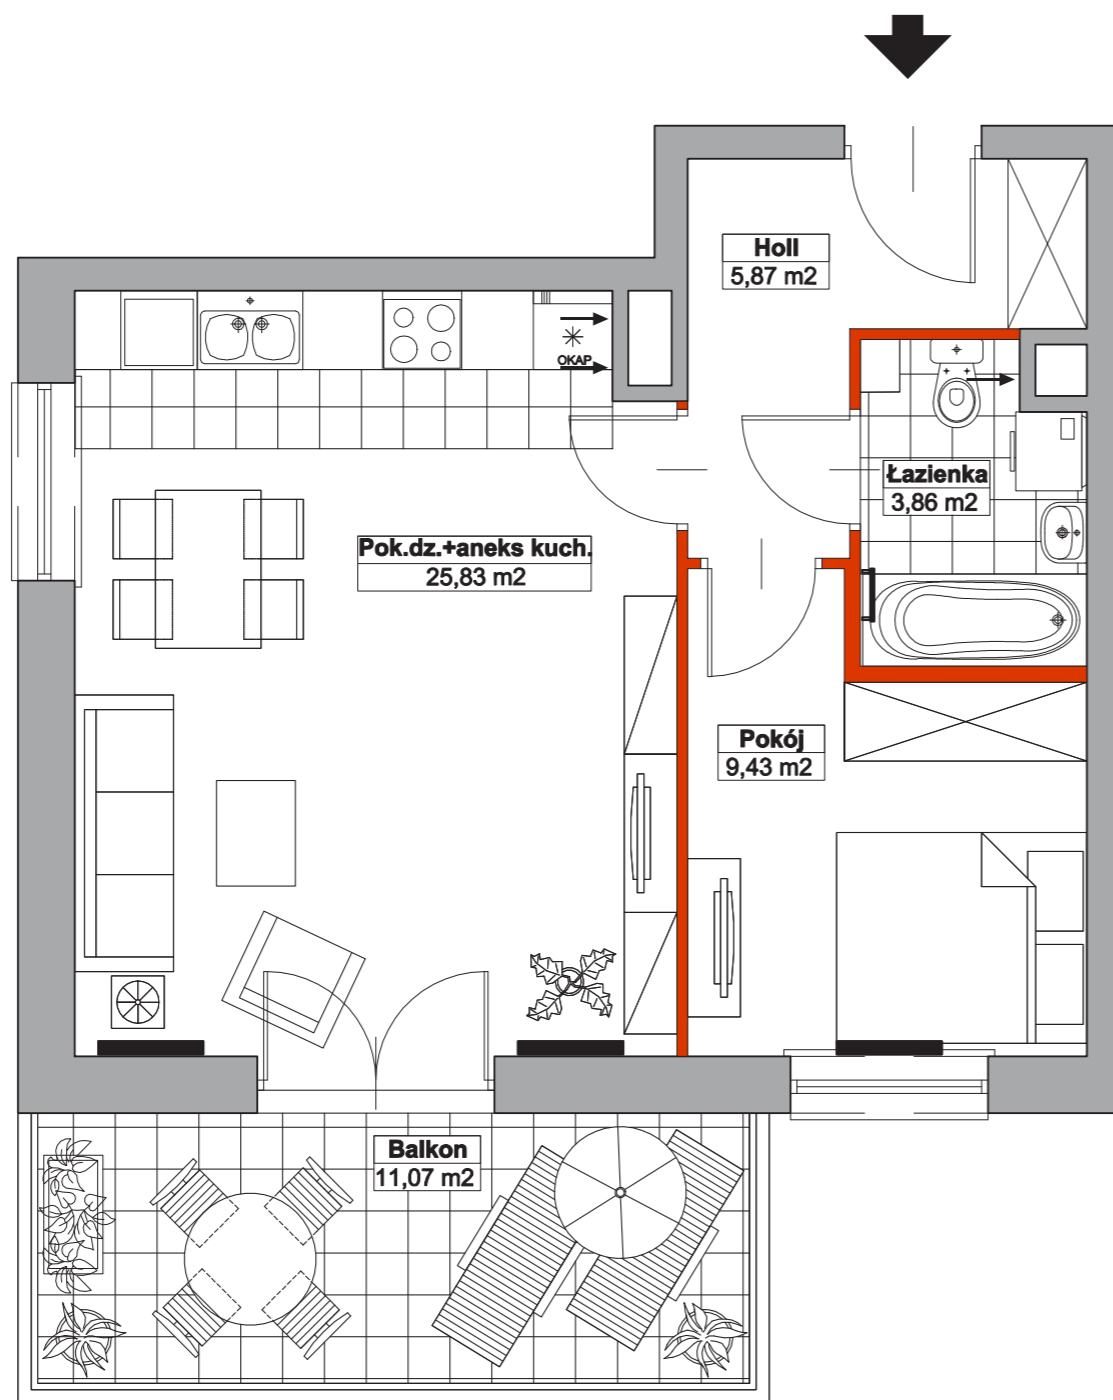 Holl
5,87 m2
OKAP
Łazienka
3,86 m2
Pok.dz.+aneks kuch.
25,83 m2
Pokój
9,43 m2
Balkon
11,07 m2